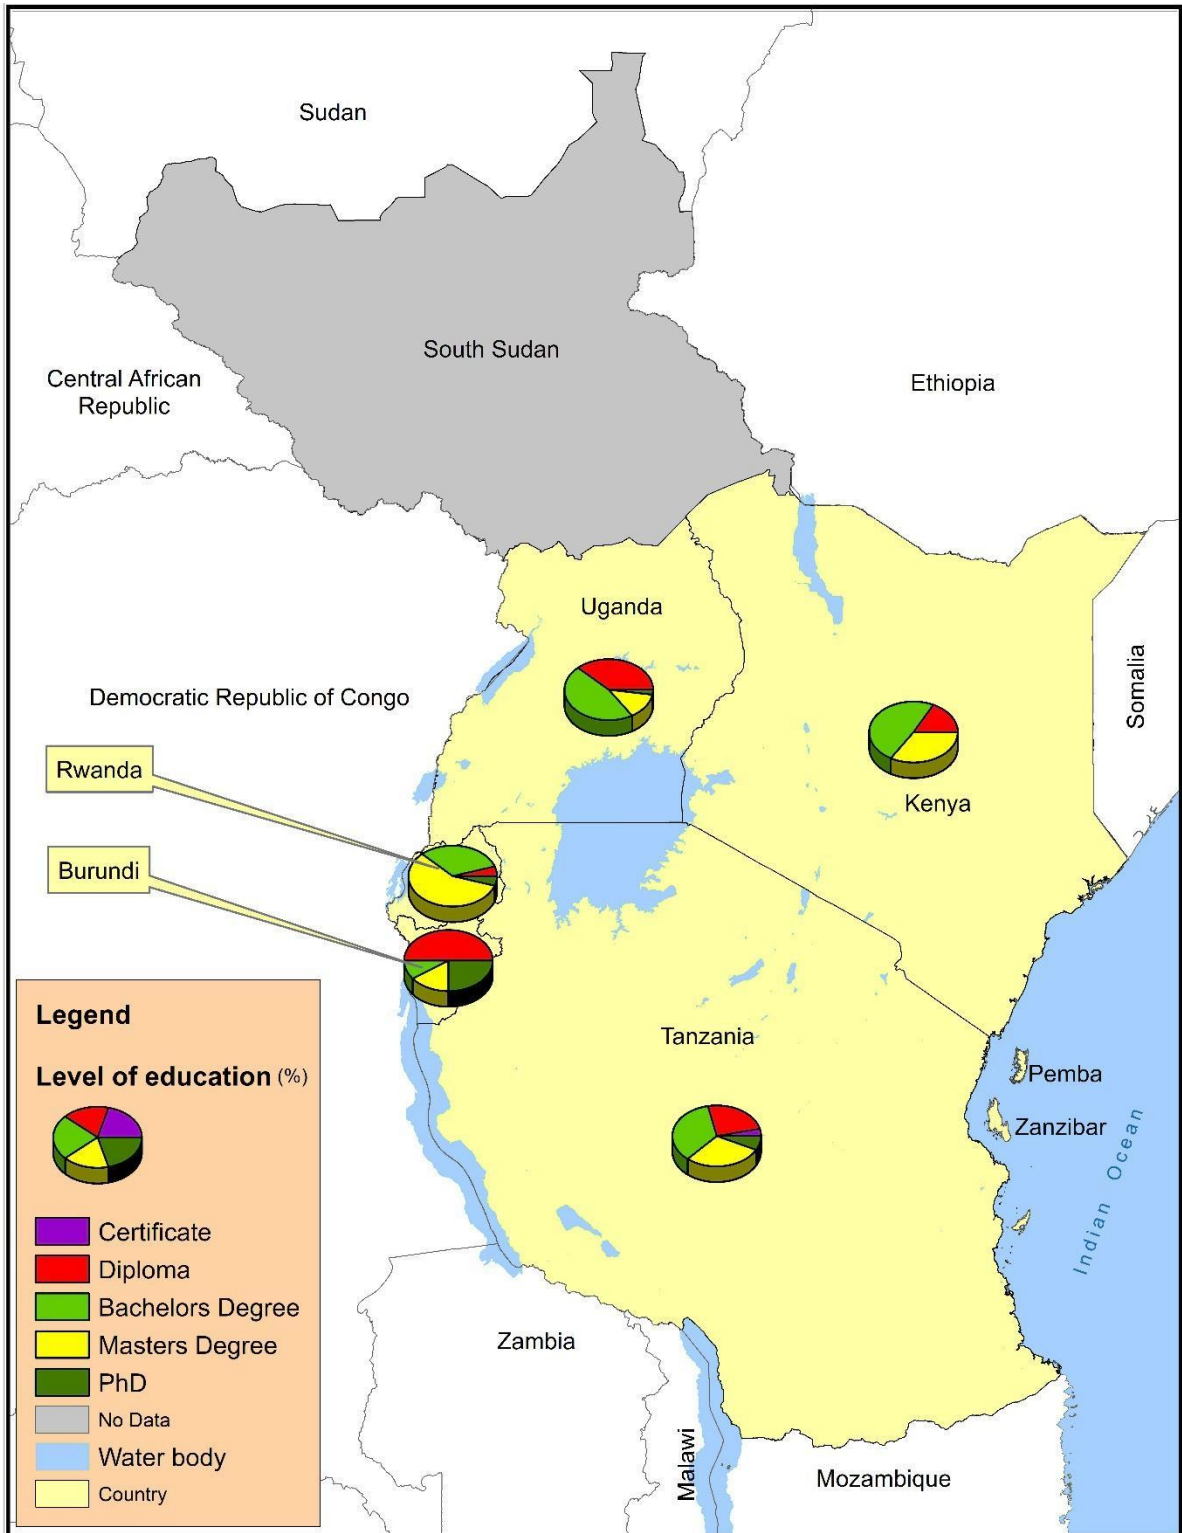 Sudan
South Sudan
Central African
Republic
Ethiopia
Uganda
Somalia
Democratic Republic of Congo
Rwanda
Kenya
Burundi
Tanzania
Pemba
Zanzibar
Indian Ocean
Zambia
Malawi
Mozambique
Legend
Level of education (%)
Certificate
Diploma
Bachelors Degree
Masters Degree
PhD
No Data
Water body
Country